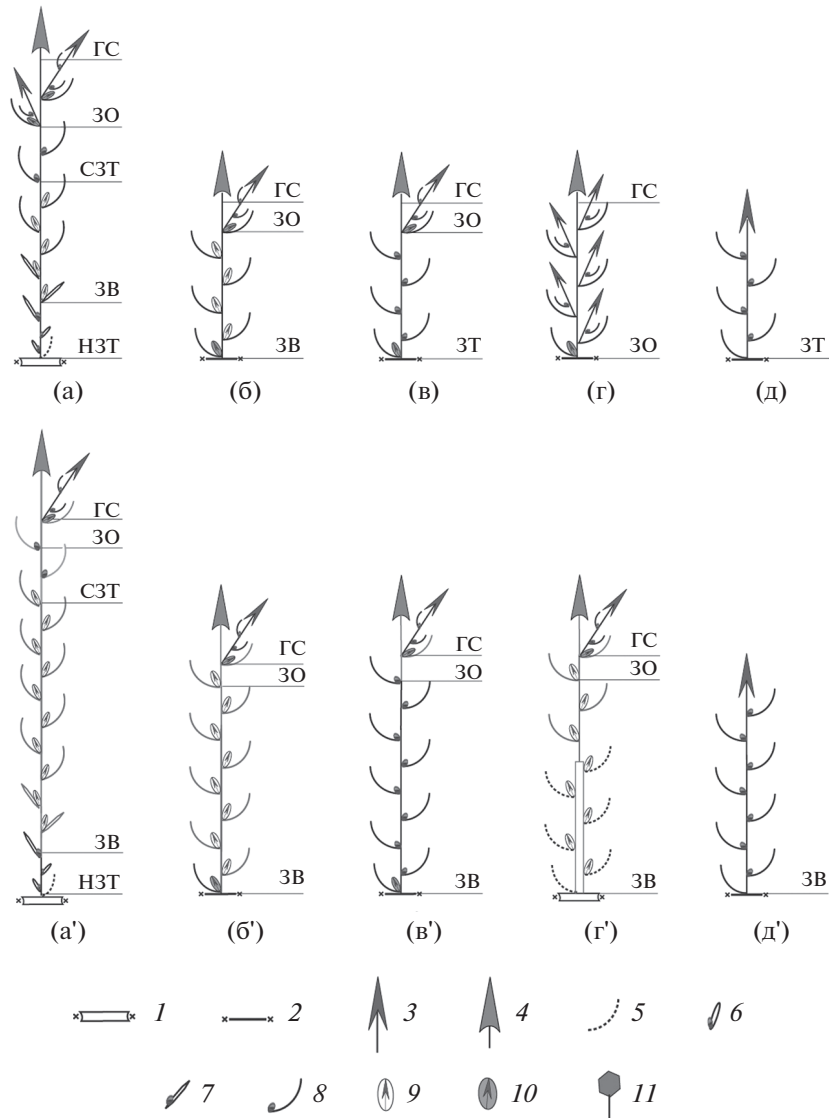 ГС
ЗО
СЗТ
ЗВ
НЗТ
(а)
ГС
ЗО
ЗВ
(б)
ГС
ЗО
ЗТ
(в)
ГС
ЗО
(г)
ЗТ
(д)
ГС
ЗО
СЗТ
ЗВ
НЗТ
(а')
ГС
ЗО
ЗВ
(б')
ГС
ЗО
ЗВ
(в')
ГС
ЗО
ЗВ
(г')
ЗВ
(д')
1 2 3 4 5 6
7 8 9 10 11